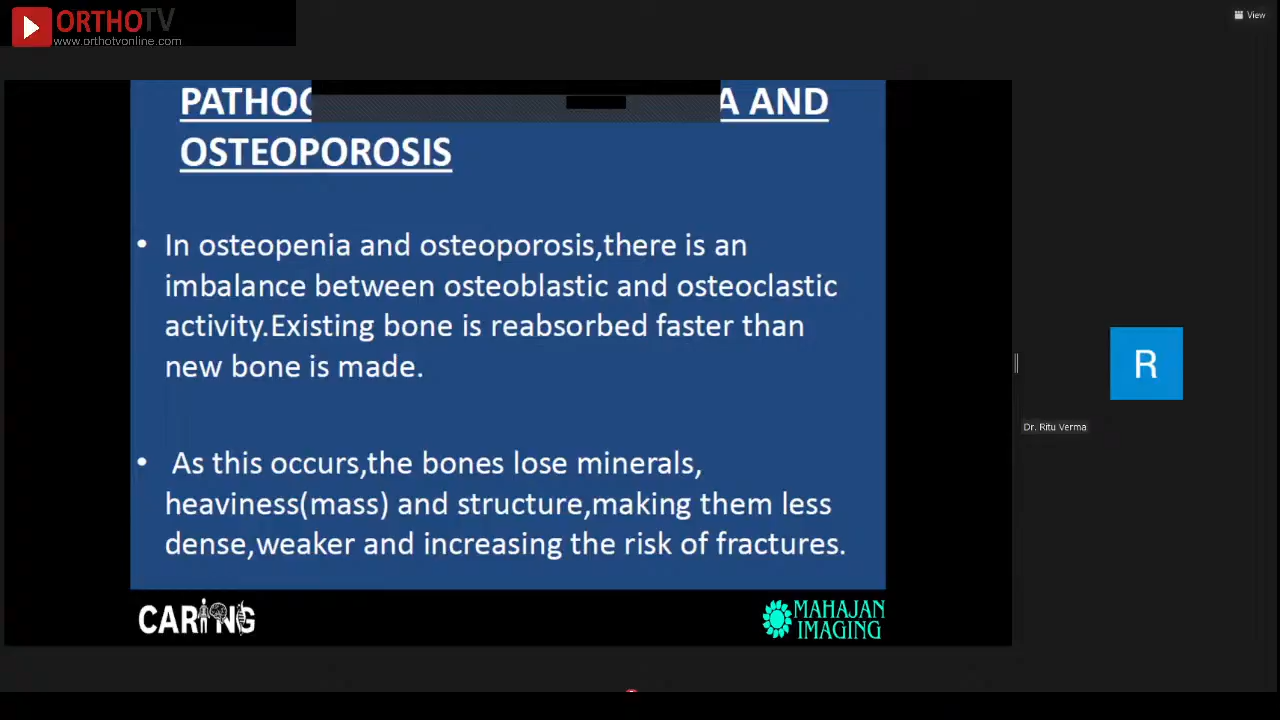 ORTHOTV
www.orthotvonline.com
View
A AND
OSTEOPOROSIS
• In osteopenia and osteoporosis,there is an
imbalance between osteoblastic and osteoclastic
activity.Existing bone is reabsorbed faster than
new bone is made.
• As this occurs,the bones lose minerals,
heaviness(mass) and structure,making them less
dense,weaker and increasing the risk of fractures.
R
Dr. Ritu Verma
CARING
MAHAJAN
IMAGING